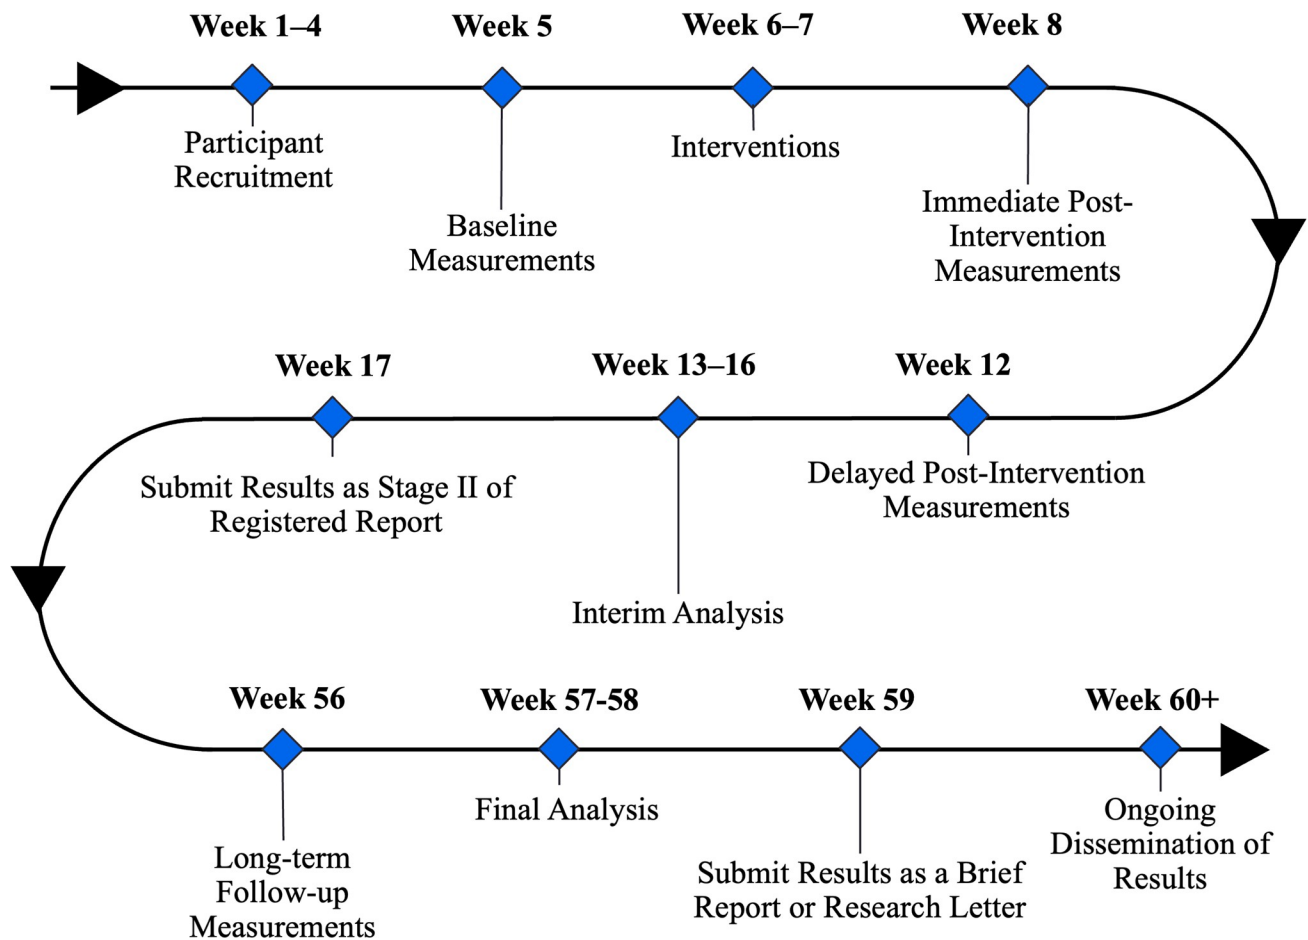 Week 1–4
Participant
Recruitment
Week 5
Baseline
Measurements
Week 6–7
Interventions
Week 8
Immediate Post-
Intervention
Measurements
Week 12
Delayed Post-Intervention
Measurements
Week 13–16
Interim Analysis
Week 17
Submit Results as Stage II of
Registered Report
Week 56
Long-term
Follow-up
Measurements
Week 57-58
Final Analysis
Week 59
Submit Results as a Brief
Report or Research Letter
Week 60+
Ongoing
Dissemination of
Results